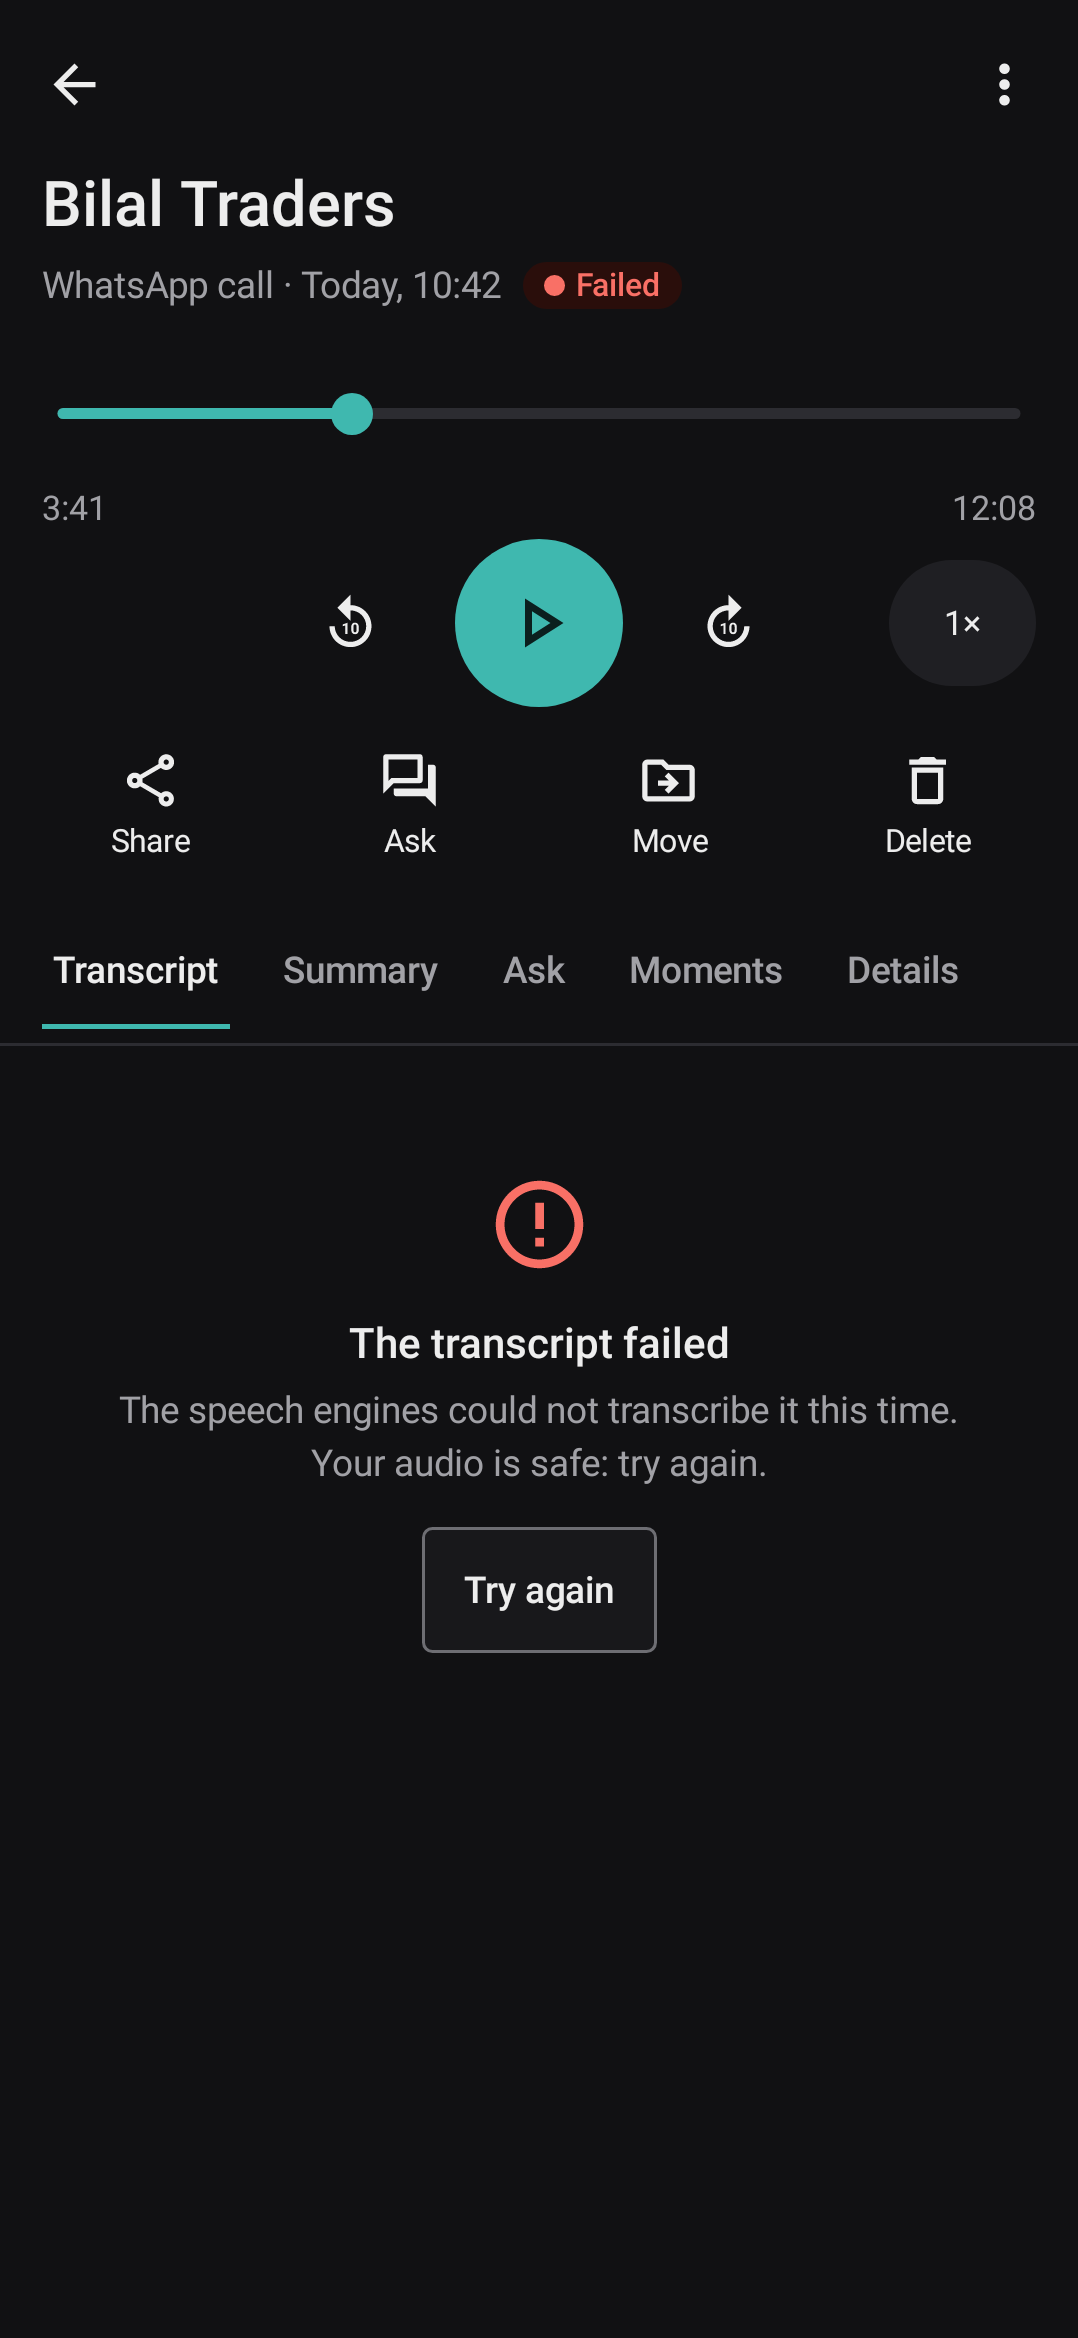 Bilal Traders
WhatsApp call · Today, 10:42
Failed
3:41
12:08
10
10
1×
Share
Ask
Move
Delete
Transcript
Summary
Ask
Moments
Details
The transcript failed
The speech engines could not transcribe it this time.
Your audio is safe: try again.
Try again